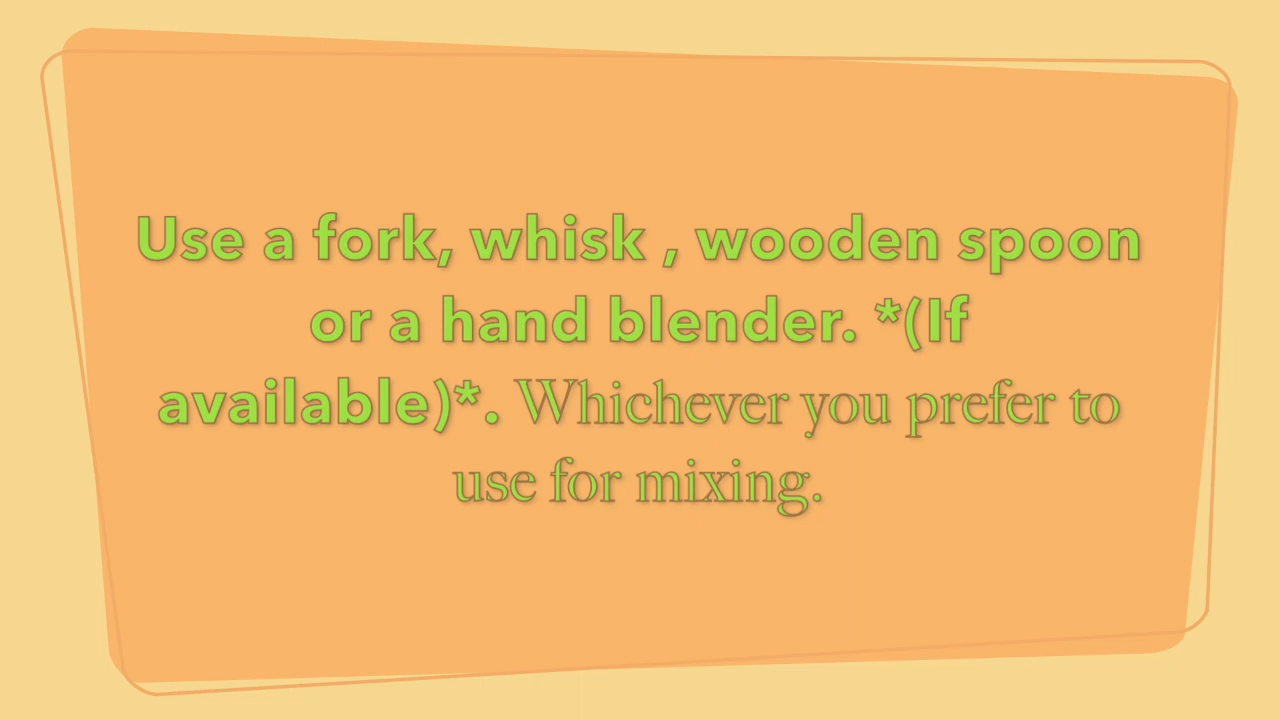 Use a fork, whisk , wooden spoon
or a hand blender. *(If
available)*. Whichever you prefer to
use for mixing.